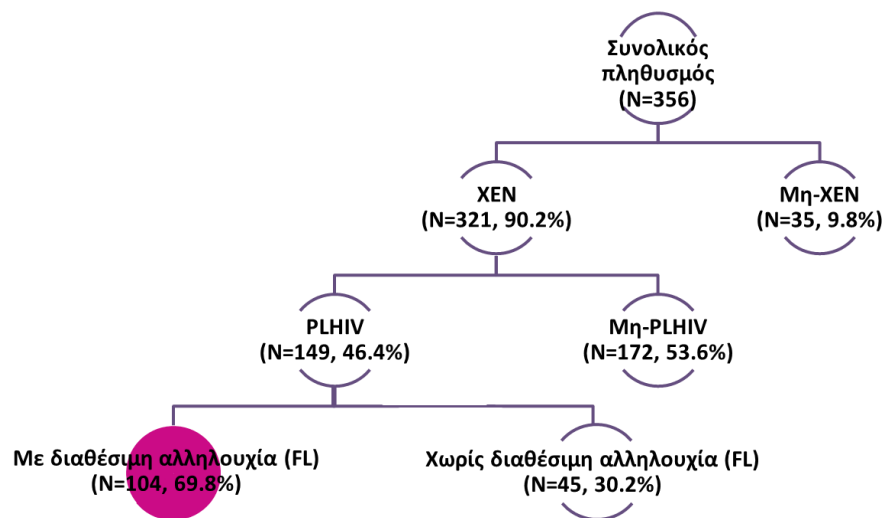 Συνολικός
πληθυσμός
(N=356)
ΧΕΝ
(N=321, 90.2%)
Μη-ΧΕΝ
(N=35, 9.8%)
PLHIV
(N=149, 46.4%)
Μη-PLHIV
(N=172, 53.6%)
Με διαθέσιμη αλληλουχία (FL)
(N=104, 69.8%)
Χωρίς διαθέσιμη αλληλουχία (FL)
(N=45, 30.2%)